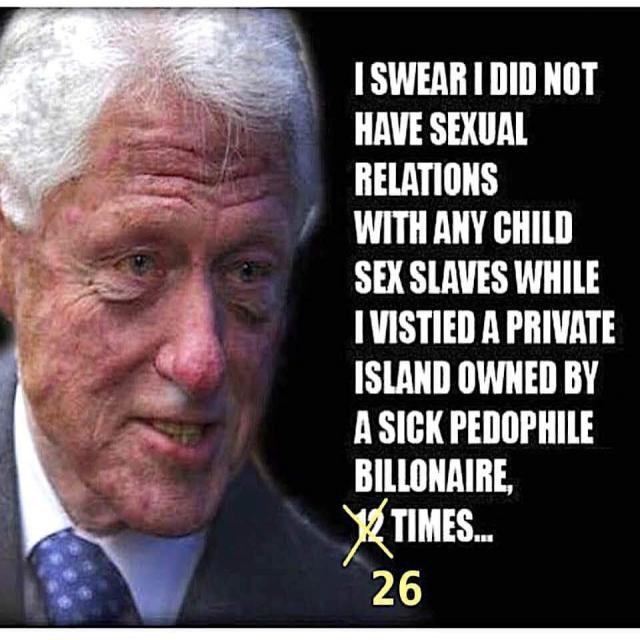 I SWEAR I DID NOT
HAVE SEXUAL
RELATIONS
WITH ANY CHILD
SEX SLAVES WHILE
I VISTIED A PRIVATE
ISLAND OWNED BY
A SICK PEDOPHILE
BILLONAIRE,
12 TIMES...
26